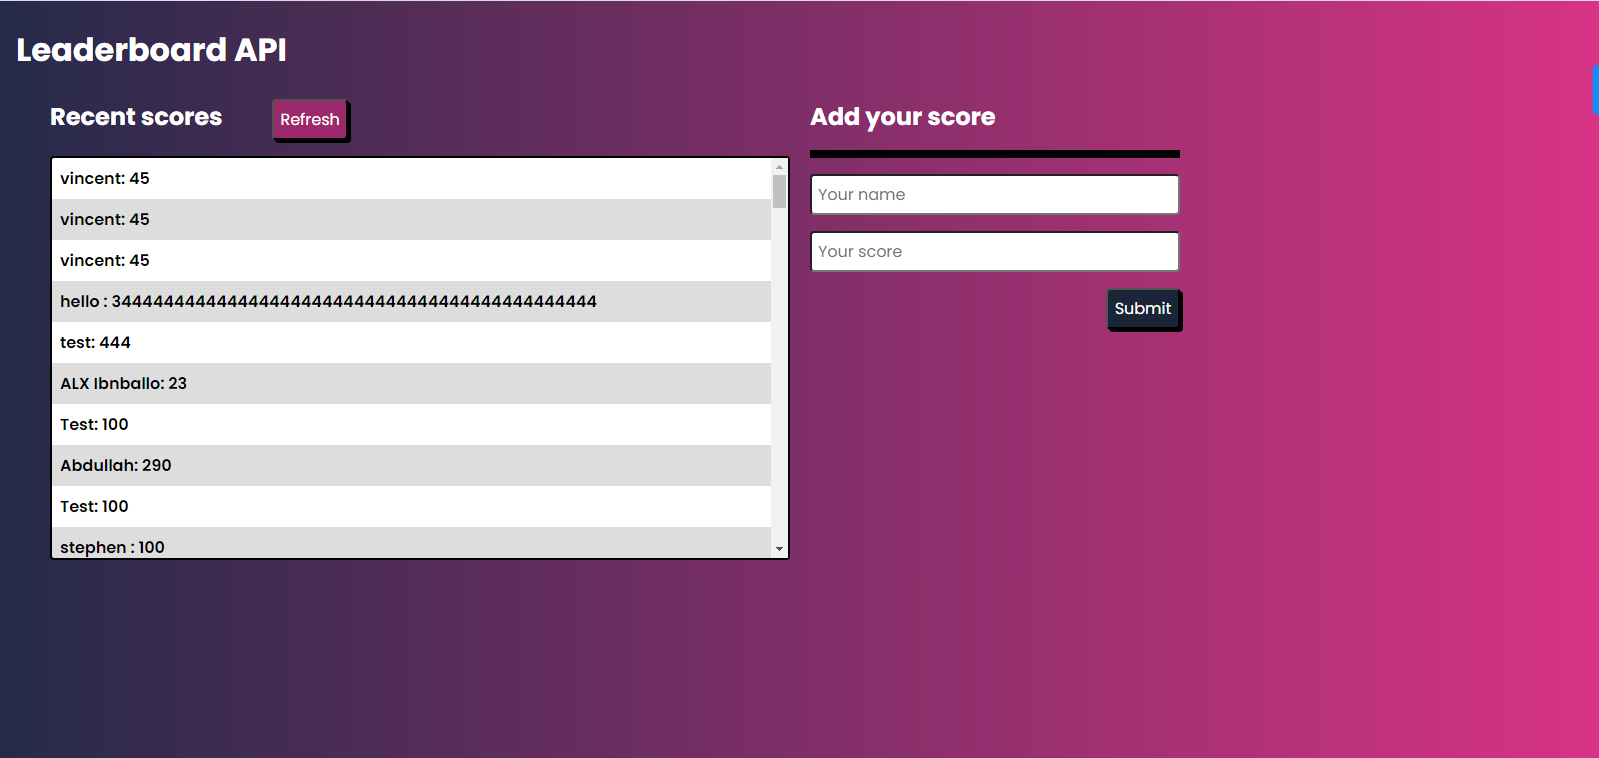 Leaderboard API
Recent scores
Refresh
vincent: 45
vincent: 45
vincent: 45
hello : 3444444444444444444444444444444444444444444444
test: 444
ALX Ibnballo: 23
Test: 100
Abdullah: 290
Test: 100
stephen : 100
Add your score
Your name
Your score
Submit